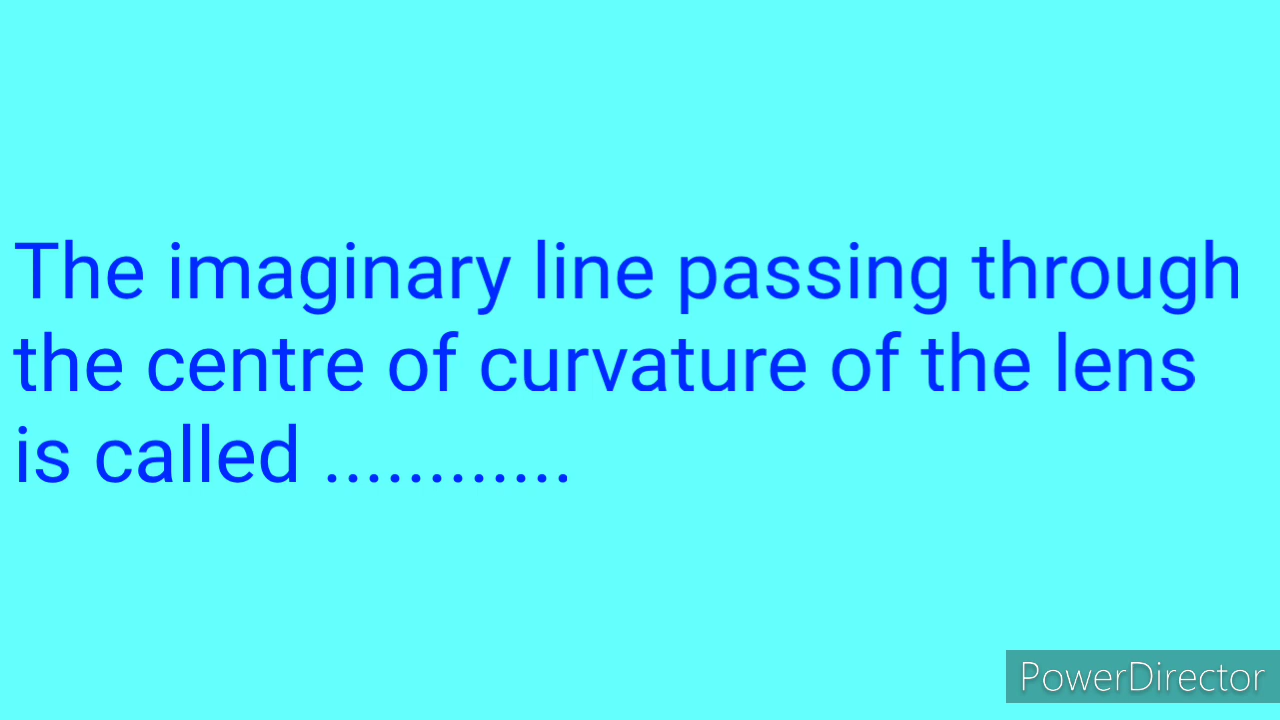 The imaginary line passing through
the centre of curvature of the lens
is called ............
PowerDirector